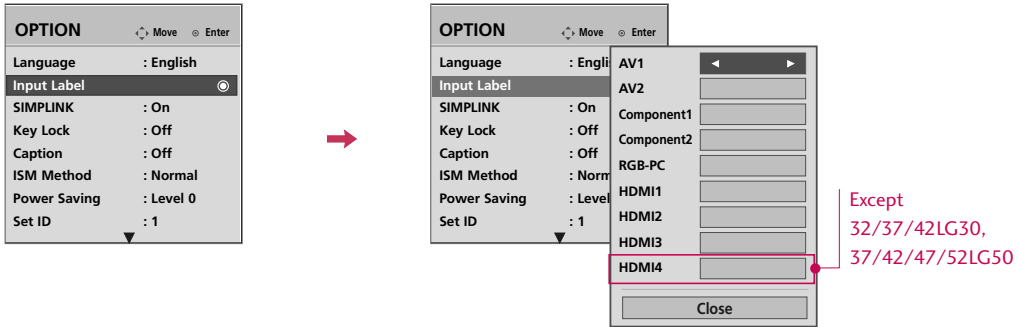 OPTION Move Enter
Language : English
Input Label
SIMPLINK : On
Key Lock : Off
Caption : Off
ISM Method : Normal
Power Saving : Level 0
Set ID : 1
OPTION Move Enter
Language : Engli
Input Label
SIMPLINK : On
Key Lock : Off
Caption : Off
ISM Method : Norm
Power Saving : Level
Set ID : 1
AV1
AV2
Component1
Component2
RGB-PC
HDMI1
HDMI2
HDMI3
HDMI4
Close
Except
32/37/42LG30,
37/42/47/52LG50